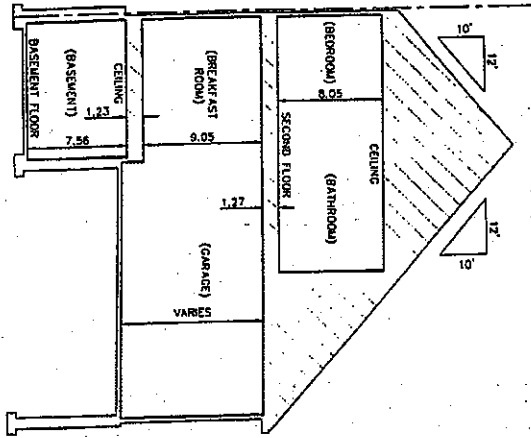 10'
12'
12'
10'
(BEDROOM)
8.05
CEILING
(BATHROOM)
SECOND FLOOR
(BREAKFAST
ROOM)
9.05
1.27
(GARAGE)
VARIES
CEILING
1.23
(BASEMENT)
7.56
BASEMENT FLOOR